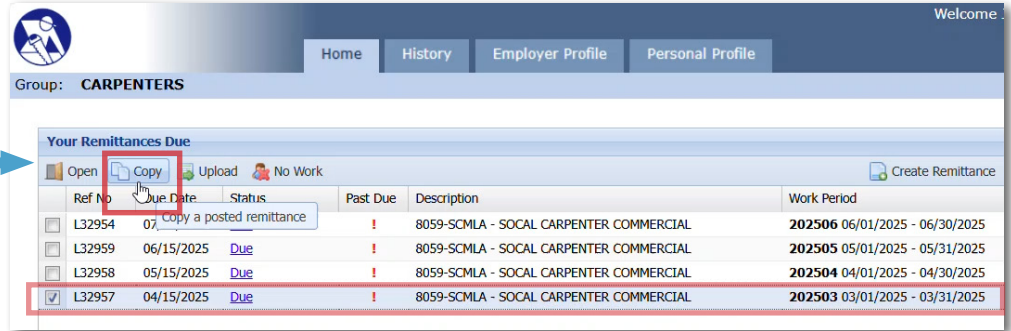 Welcome
Home History Employer Profile Personal Profile
Group: CARPENTERS
Your Remittances Due
Open Copy Upload No Work Create Remittance
Ref No Due Date Status Past Due Description Work Period
Copy a posted remittance
L32954 07 ! 8059-SCMLA - SOCAL CARPENTER COMMERCIAL 202506 06/01/2025 - 06/30/2025
L32959 06/15/2025 Due ! 8059-SCMLA - SOCAL CARPENTER COMMERCIAL 202505 05/01/2025 - 05/31/2025
L32958 05/15/2025 Due ! 8059-SCMLA - SOCAL CARPENTER COMMERCIAL 202504 04/01/2025 - 04/30/2025
L32957 04/15/2025 Due ! 8059-SCMLA - SOCAL CARPENTER COMMERCIAL 202503 03/01/2025 - 03/31/2025